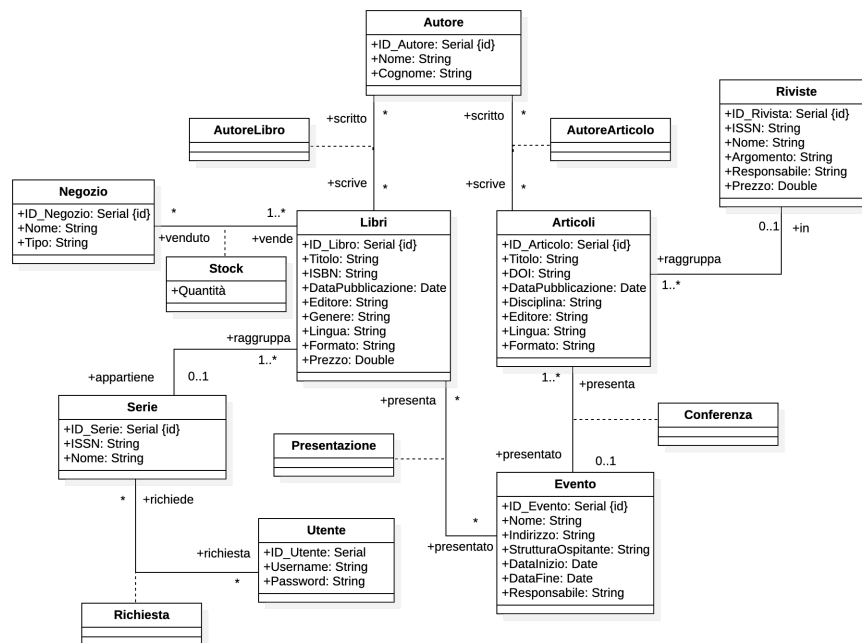 Autore
+ID_Autore: Serial {id}
+Nome: String
+Cognome: String
Riviste
+ID_Rivista: Serial {id}
+ISSN: String
+Nome: String
+Argomento: String
+Responsabile: String
+Prezzo: Double
+scritto
*
+scritto
*
AutoreLibro
AutoreArticolo
+scrive
*
+scrive
*
Negozio
+ID_Negozio: Serial {id}
+Nome: String
+Tipo: String
*
1..*
+venduto
+vende
Stock
+Quantità
Libri
+ID_Libro: Serial {id}
+Titolo: String
+ISBN: String
+DataPubblicazione: Date
+Editore: String
+Genere: String
+Lingua: String
+Formato: String
+Prezzo: Double
Articoli
+ID_Articolo: Serial {id}
+Titolo: String
+DOI: String
+DataPubblicazione: Date
+Disciplina: String
+Editore: String
+Lingua: String
+Formato: String
0..1
+in
+raggruppa
1..*
+raggruppa
1..*
+appartiene
0..1
Serie
+ID_Serie: Serial {id}
+ISSN: String
+Nome: String
+presenta
*
1..*
+presenta
Conferenza
Presentazione
+presentato
0..1
Evento
+ID_Evento: Serial {id}
+Nome: String
+Indirizzo: String
+StrutturaOspitante: String
+DataInizio: Date
+DataFine: Date
+Responsabile: String
*
+presentato
*
+richiede
+richiesta
*
Utente
+ID_Utente: Serial
+Username: String
+Password: String
Richiesta